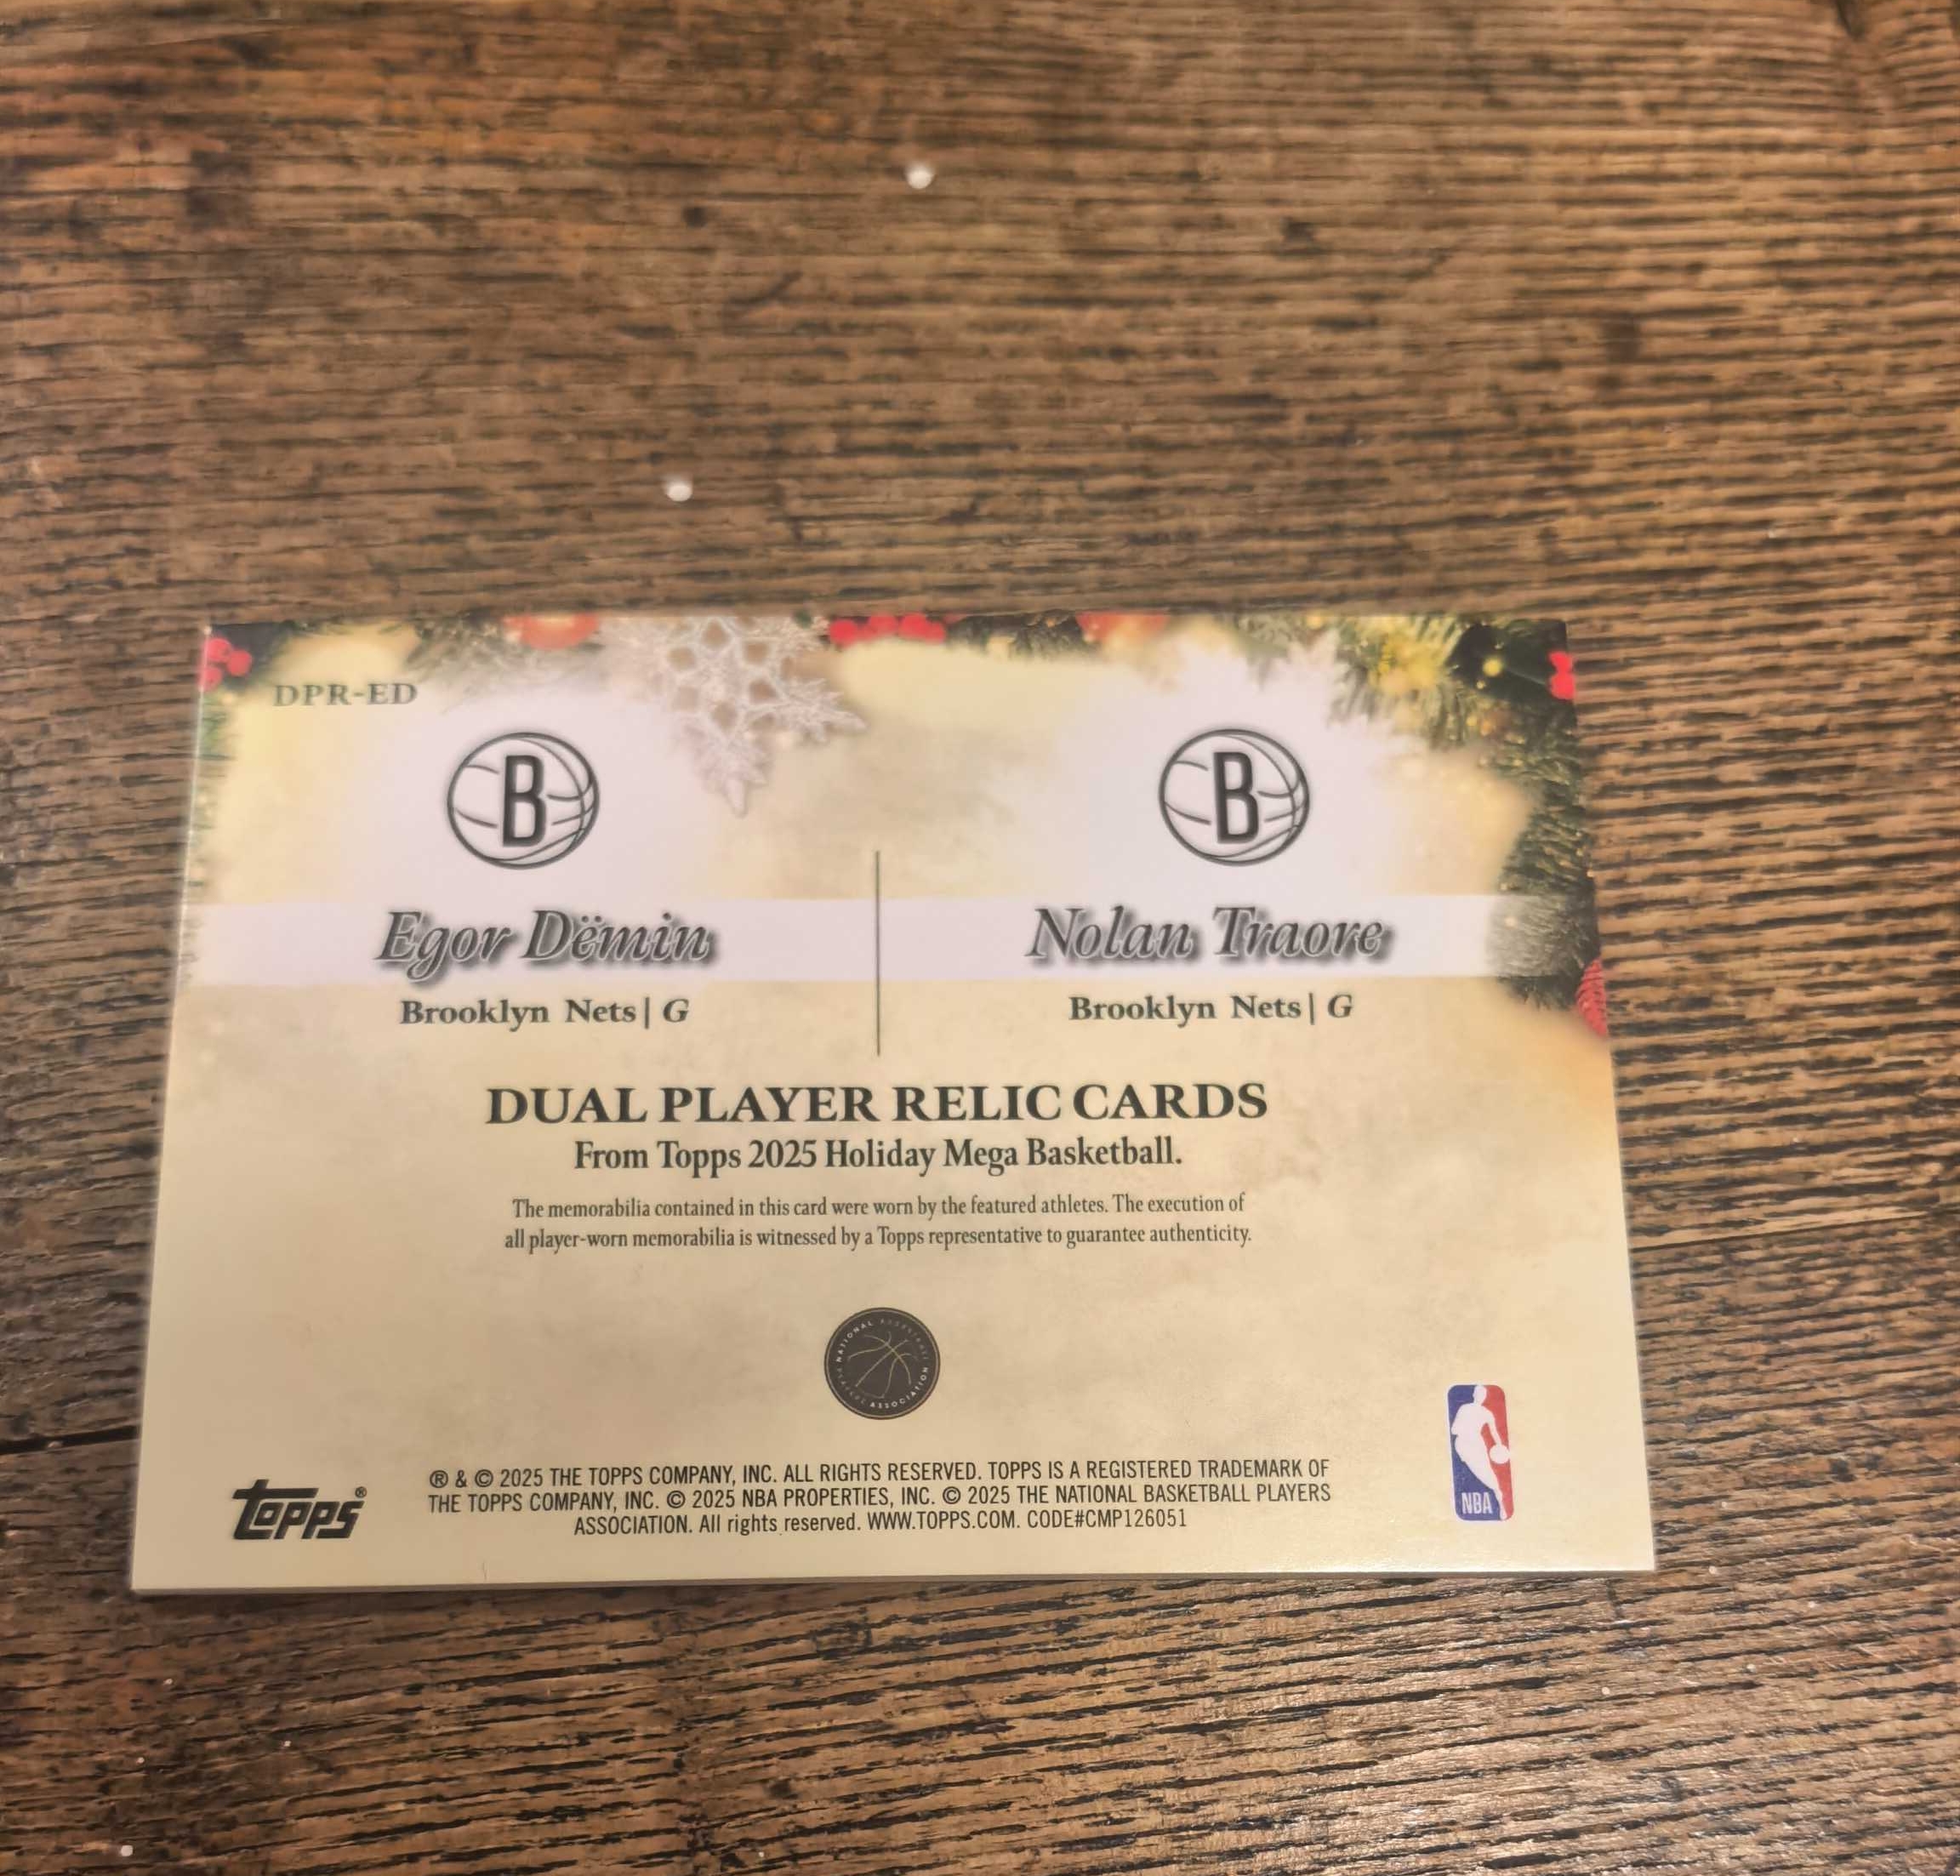 DPR-ED
B
B
Egor Dëmin
Nolan Traore
Brooklyn Nets| G
Brooklyn Nets| G
DUAL PLAYER RELIC CARDS
From Topps 2025 Holiday Mega Basketball.
The memorabilia contained in this card were worn by the featured athletes. The execution of
all player-worn memorabilia is witnessed by a Topps representative to guarantee authenticity.
NATIONAL BASKETBALL PLAYERS ASSOCIATION
® & © 2025 THE TOPPS COMPANY, INC. ALL RIGHTS RESERVED. TOPPS IS A REGISTERED TRADEMARK OF
THE TOPPS COMPANY, INC. © 2025 NBA PROPERTIES, INC. © 2025 THE NATIONAL BASKETBALL PLAYERS
ASSOCIATION. All rights reserved. WWW.TOPPS.COM. CODE#CMP126051
topps®
NBA